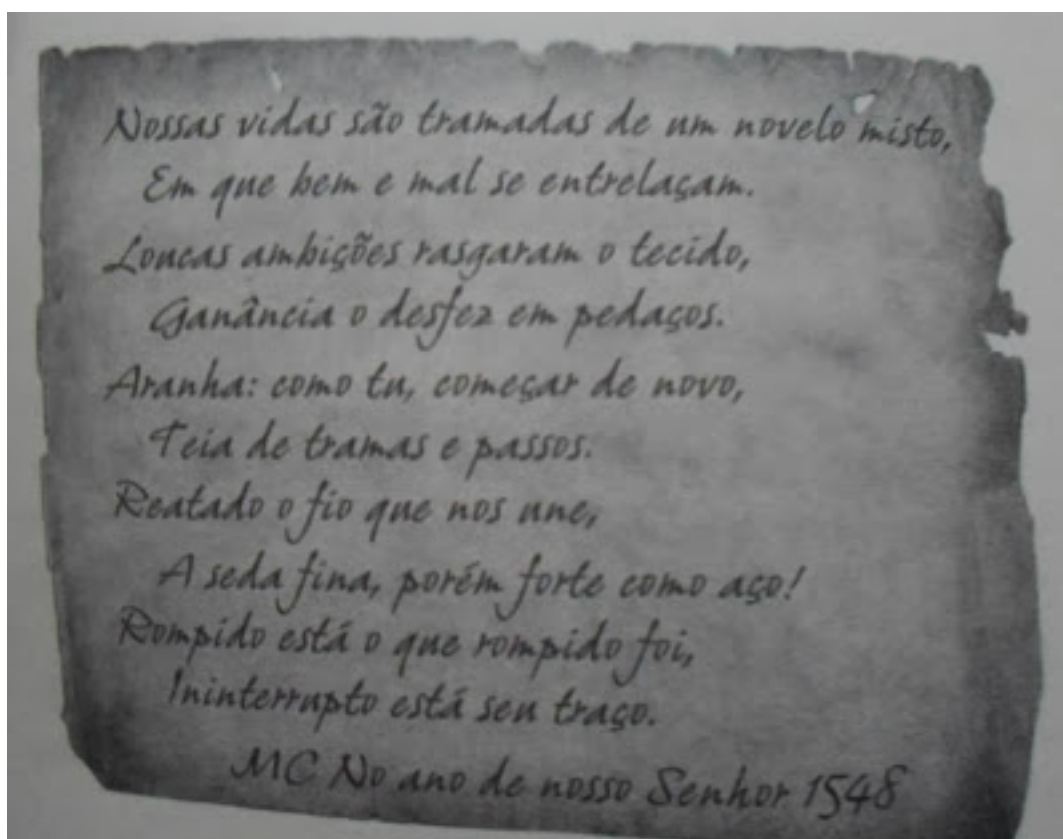 Nossas vidas são tramadas de um novelo misto,
Em que bem e mal se entrelaçam.
Loucas ambições rasgaram o tecido,
Ganância o desfez em pedaços.
Aranha: como tu, começar de novo,
Teia de tramas e passos.
Reatado o fio que nos une,
A seda fina, porém forte como aço!
Rompido está o que rompido foi,
Ininterrupto está seu traço.
MC No ano de nosso Senhor 1548